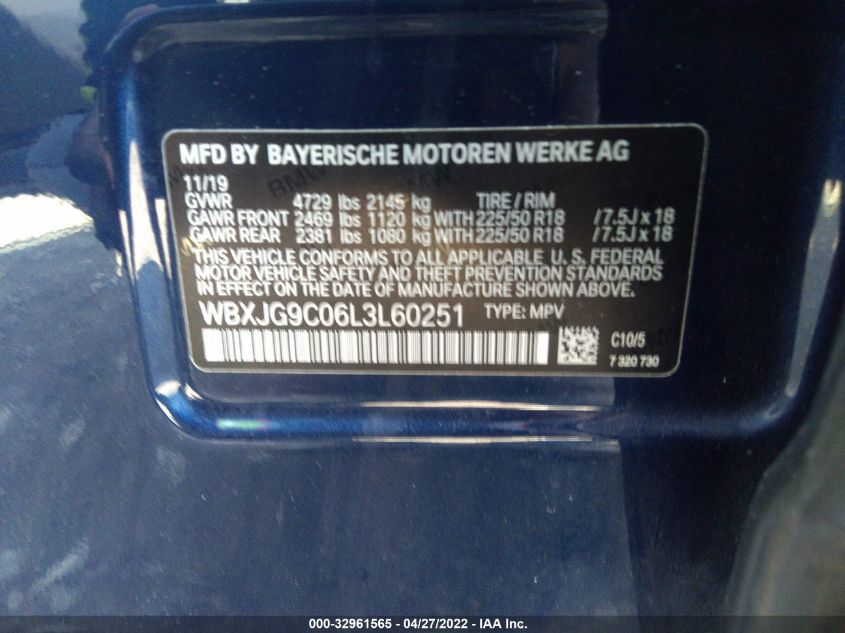 MFD BY BAYERISCHE MOTOREN WERKE AG
11/19
GVWR 4729 lbs 2145 kg TIRE / RIM
GAWR FRONT 2469 lbs 1120 kg WITH 225/50 R18 /7.5J x 18
GAWR REAR 2381 lbs 1080 kg WITH 225/50 R18 /7.5J x 18
THIS VEHICLE CONFORMS TO ALL APPLICABLE U. S. FEDERAL
MOTOR VEHICLE SAFETY AND THEFT PREVENTION STANDARDS
IN EFFECT ON THE DATE OF MANUFACTURE SHOWN ABOVE.
WBXJG9C06L3L60251 TYPE: MPV
C10/5
7 320 730
000-32961565 - 04/27/2022 - IAA Inc.